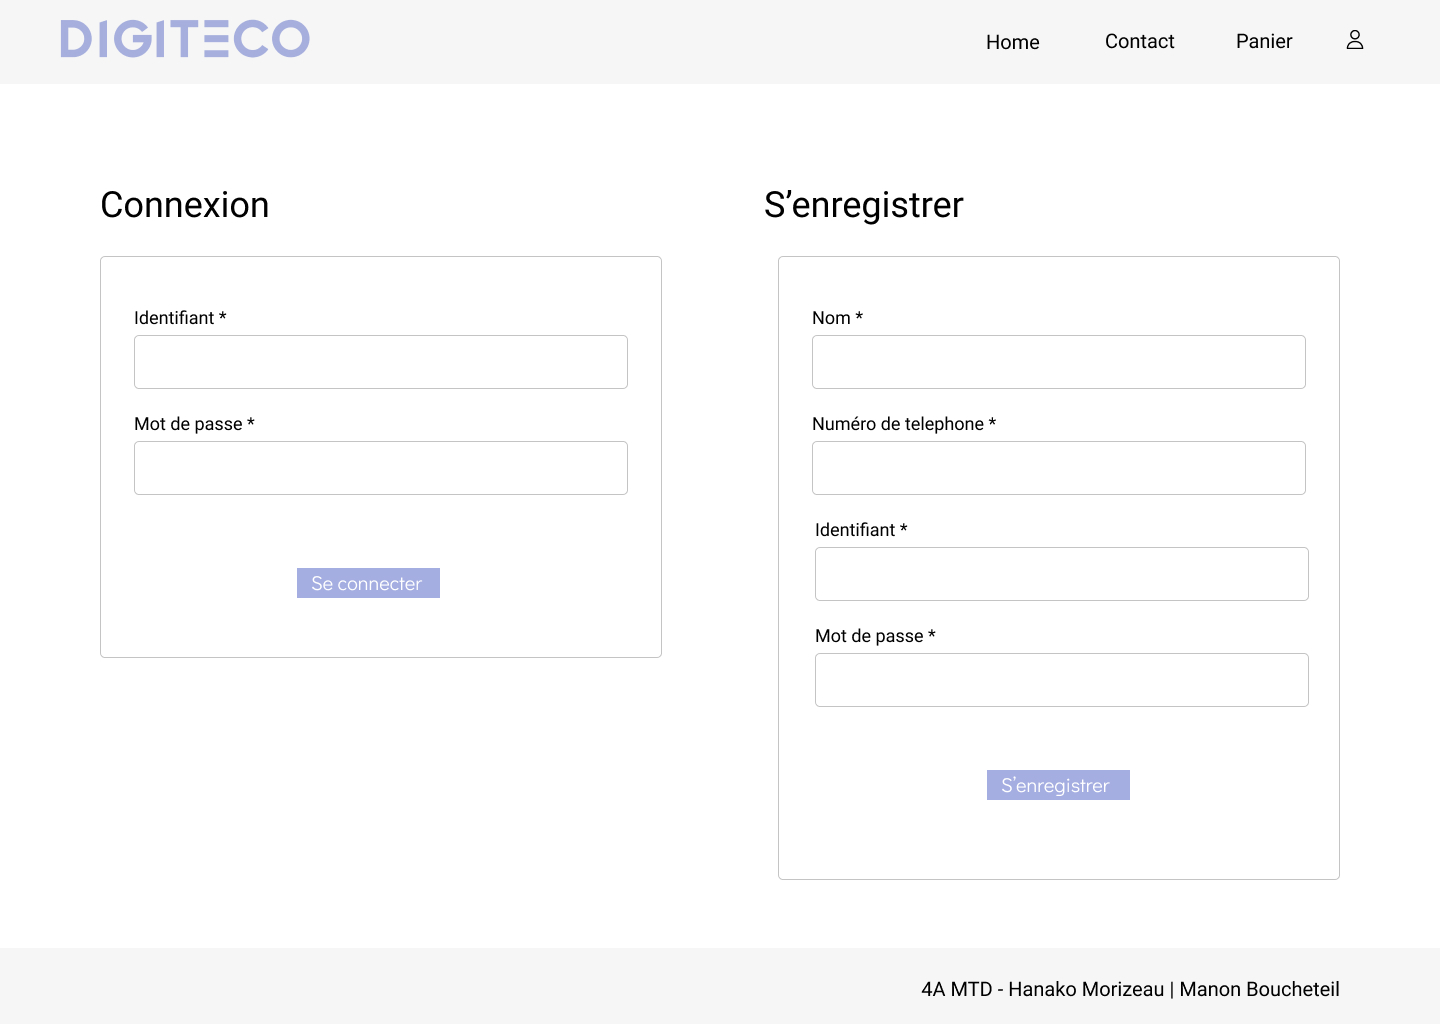 DIGITECO
Home Contact Panier
Connexion
Identifiant *
Mot de passe *
Se connecter
S’enregistrer
Nom *
Numéro de telephone *
Identifiant *
Mot de passe *
S’enregistrer
4A MTD - Hanako Morizeau | Manon Boucheteil